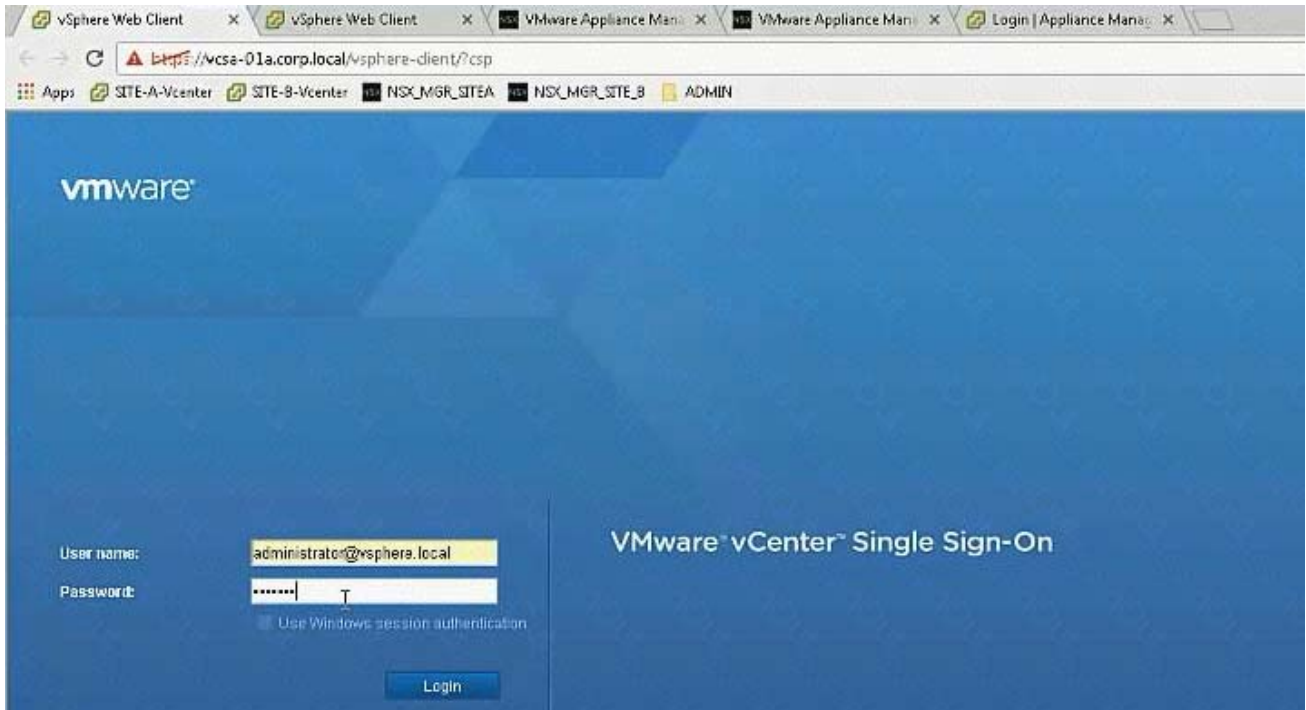 vSphere Web Client
vSphere Web Client
VMware Appliance Mana
VMware Appliance Mana
Login | Appliance Manag
https://vcsa-01a.corp.local/vsphere-client/?csp
Apps SITE-A-Vcenter SITE-B-Vcenter NSX_MGR_SITEA NSX_MGR_SITE_B ADMIN
vmware
User name: administrator@vsphere.local
VMware vCenter™ Single Sign-On
Password: •••••••
Use Windows session authentication
Login